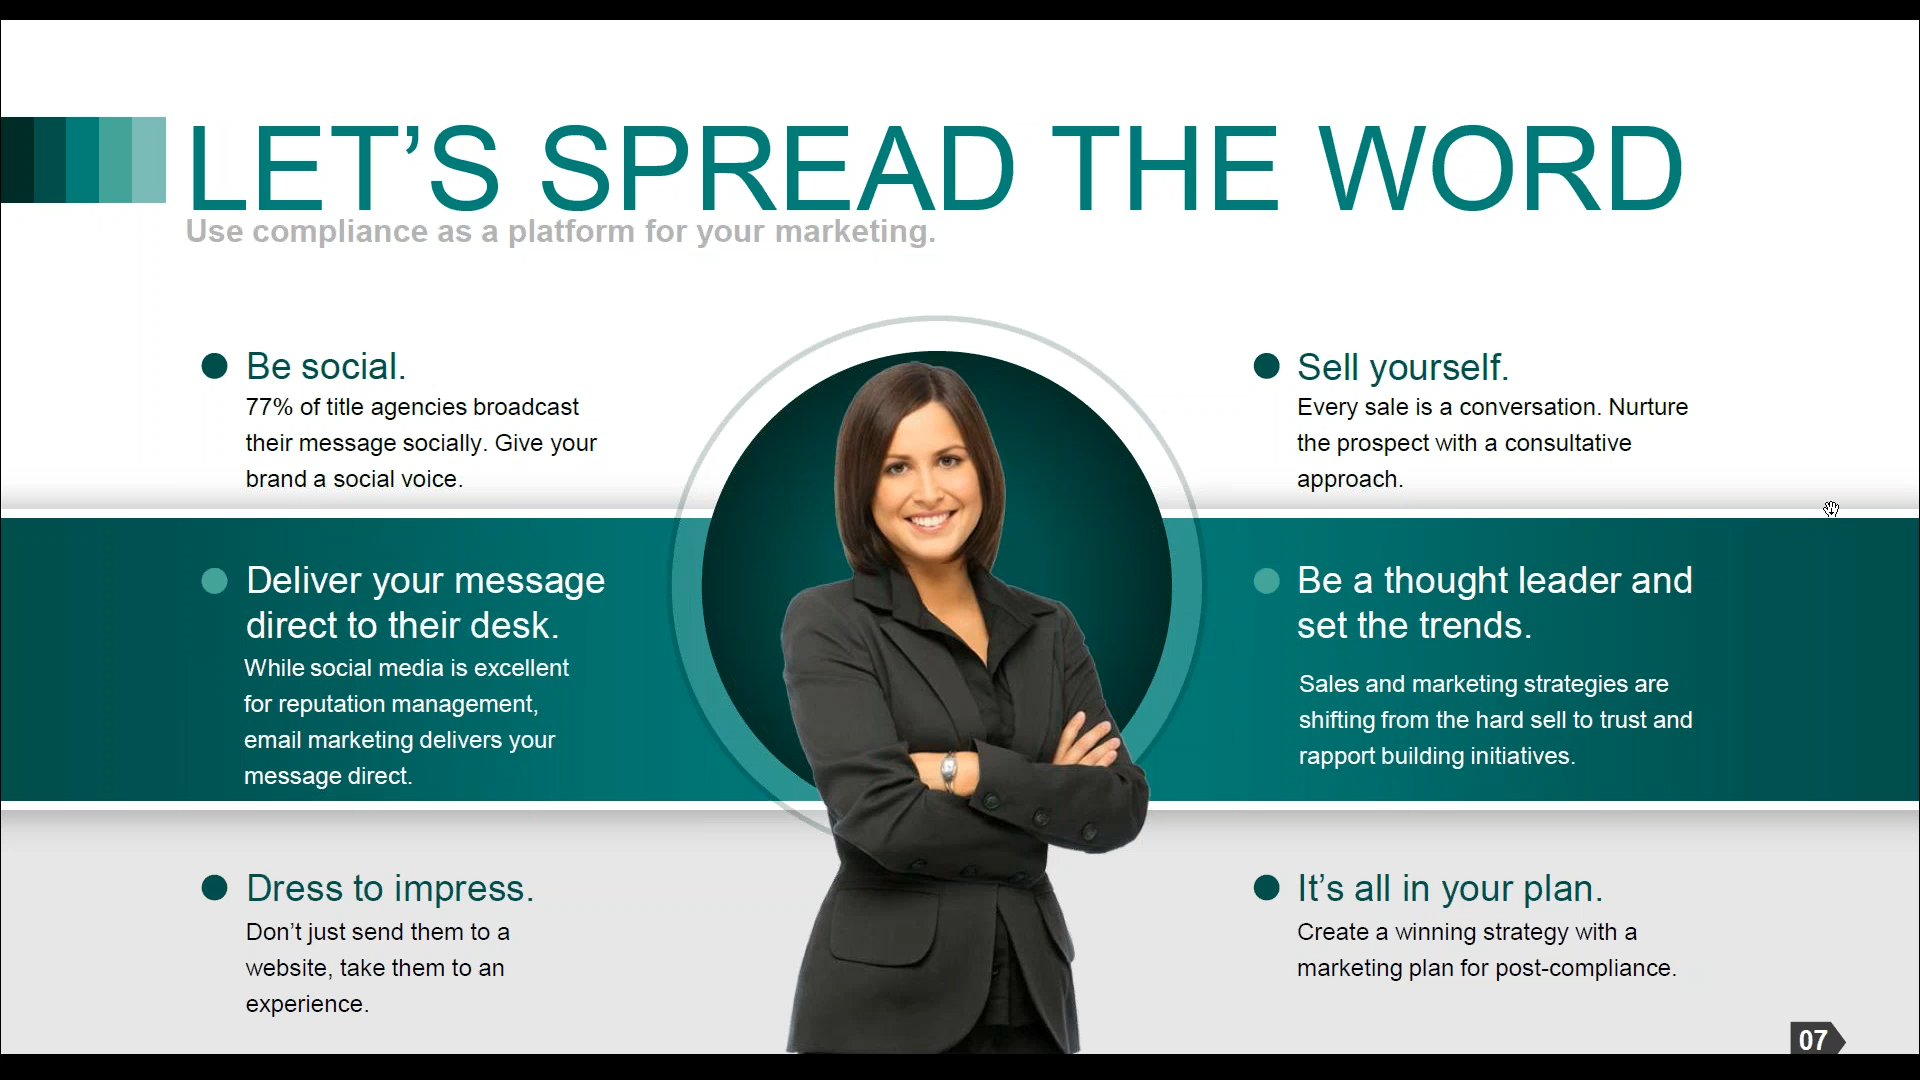 LET’S SPREAD THE WORD
Use compliance as a platform for your marketing.
Be social.
77% of title agencies broadcast
their message socially. Give your
brand a social voice.
Deliver your message
direct to their desk.
While social media is excellent
for reputation management,
email marketing delivers your
message direct.
Dress to impress.
Don’t just send them to a
website, take them to an
experience.
Sell yourself.
Every sale is a conversation. Nurture
the prospect with a consultative
approach.
Be a thought leader and
set the trends.
Sales and marketing strategies are
shifting from the hard sell to trust and
rapport building initiatives.
It’s all in your plan.
Create a winning strategy with a
marketing plan for post-compliance.
07